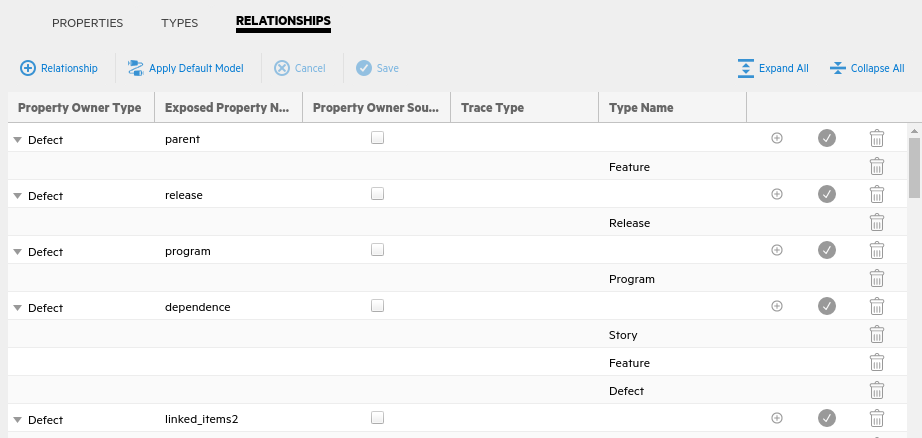 PROPERTIES TYPES RELATIONSHIPS
Relationship Apply Default Model Cancel Save Expand All Collapse All
Property Owner Type Exposed Property N... Property Owner Sou... Trace Type Type Name
Defect parent
Feature
Defect release
Release
Defect program
Program
Defect dependence
Story
Feature
Defect
Defect linked_items2